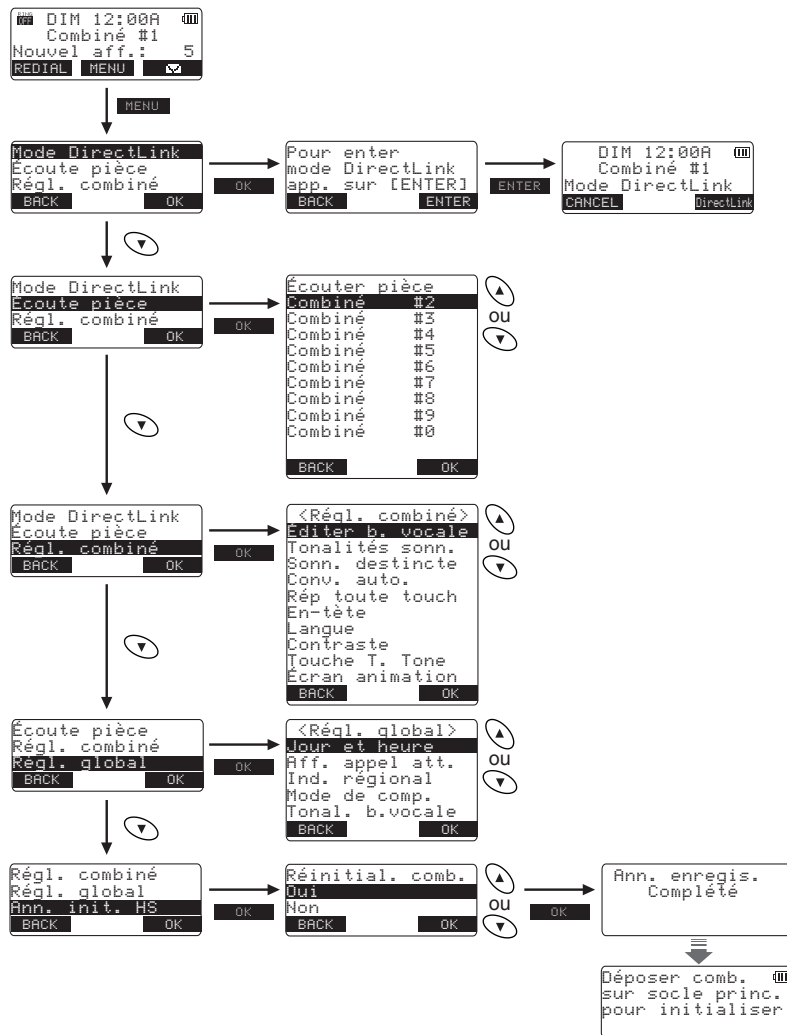 RING OFF DIM 12:00A
Combiné #1
Nouvel aff.: 5
REDIAL MENU
MENU
Mode DirectLink
Écoute pièce
Régl. combiné
BACK OK
OK
Pour enter
mode DirectLink
app. sur [ENTER]
BACK ENTER
ENTER
DIM 12:00A
Combiné #1
Mode DirectLink
CANCEL DirectLink
Mode DirectLink
Écoute pièce
Régl. combiné
BACK OK
OK
Écouter pièce
Combiné #2
Combiné #3
Combiné #4
Combiné #5
Combiné #6
Combiné #7
Combiné #8
Combiné #9
Combiné #0
BACK OK
ou
Mode DirectLink
Écoute pièce
Régl. combiné
BACK OK
OK
<Régl. combiné>
Éditer b. vocale
Tonalités sonn.
Sonn. destincte
Conv. auto.
Rép toute touch
En-tète
Langue
Contraste
Touche T. Tone
Écran animation
BACK OK
ou
Écoute pièce
Régl. combiné
Régl. global
BACK OK
OK
<Régl. global>
Jour et heure
Aff. appel att.
Ind. régional
Mode de comp.
Tonal. b.vocale
BACK OK
ou
Régl. combiné
Régl. global
Ann. init. HS
BACK OK
OK
Réinitial. comb.
Oui
Non
BACK OK
ou
OK
Ann. enregis.
Complété
Déposer comb.
sur socle princ.
pour initialiser